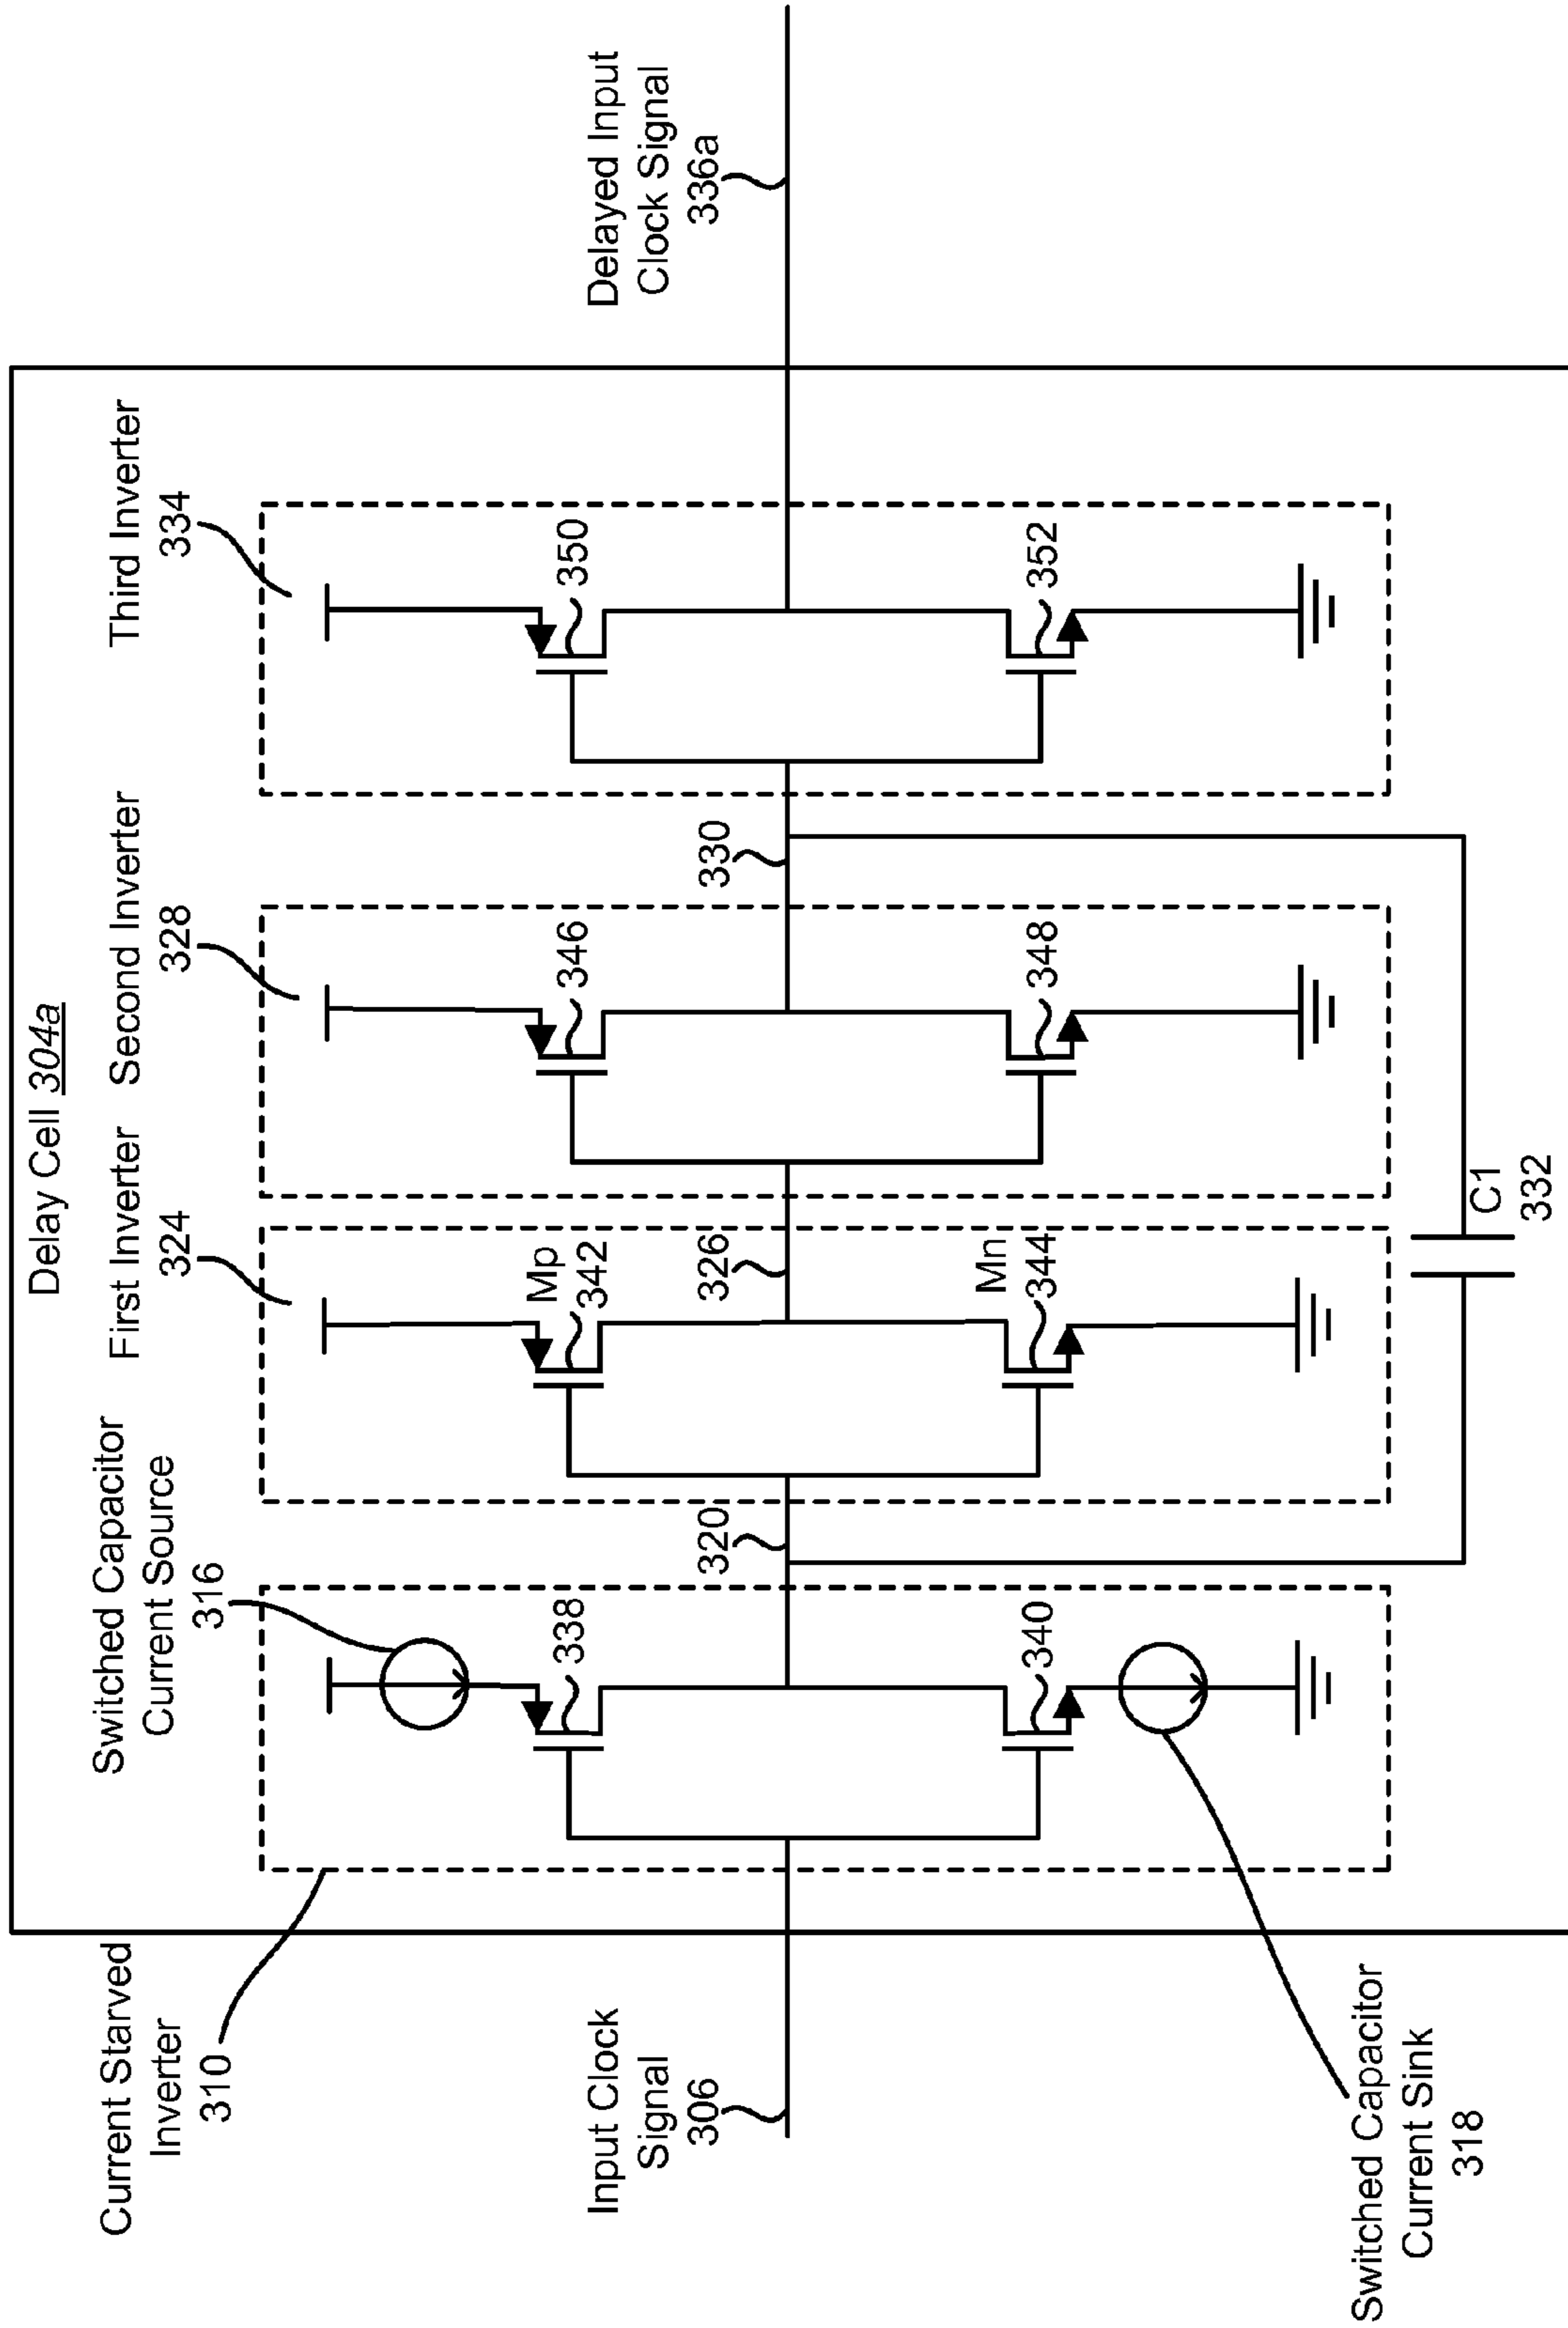 Delay Cell 304a
Current Starved
Inverter
310
Switched Capacitor
Current Source
316
First Inverter
324
Second Inverter
328
Third Inverter
334
Input Clock
Signal
306
338
340
320
Mp
342
326
Mn
344
346
348
330
350
352
Delayed Input
Clock Signal
336a
C1
332
Switched Capacitor
Current Sink
318